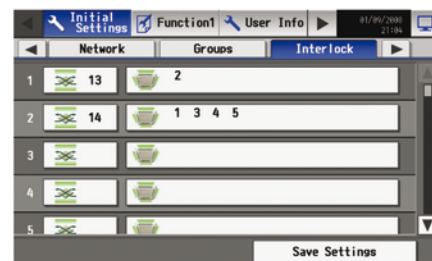 Initial Settings Function1 User Info 01/09/2008 21:04
Network Groups Interlock
1 13 2
2 14 1 3 4 5
3
4
5
Save Settings